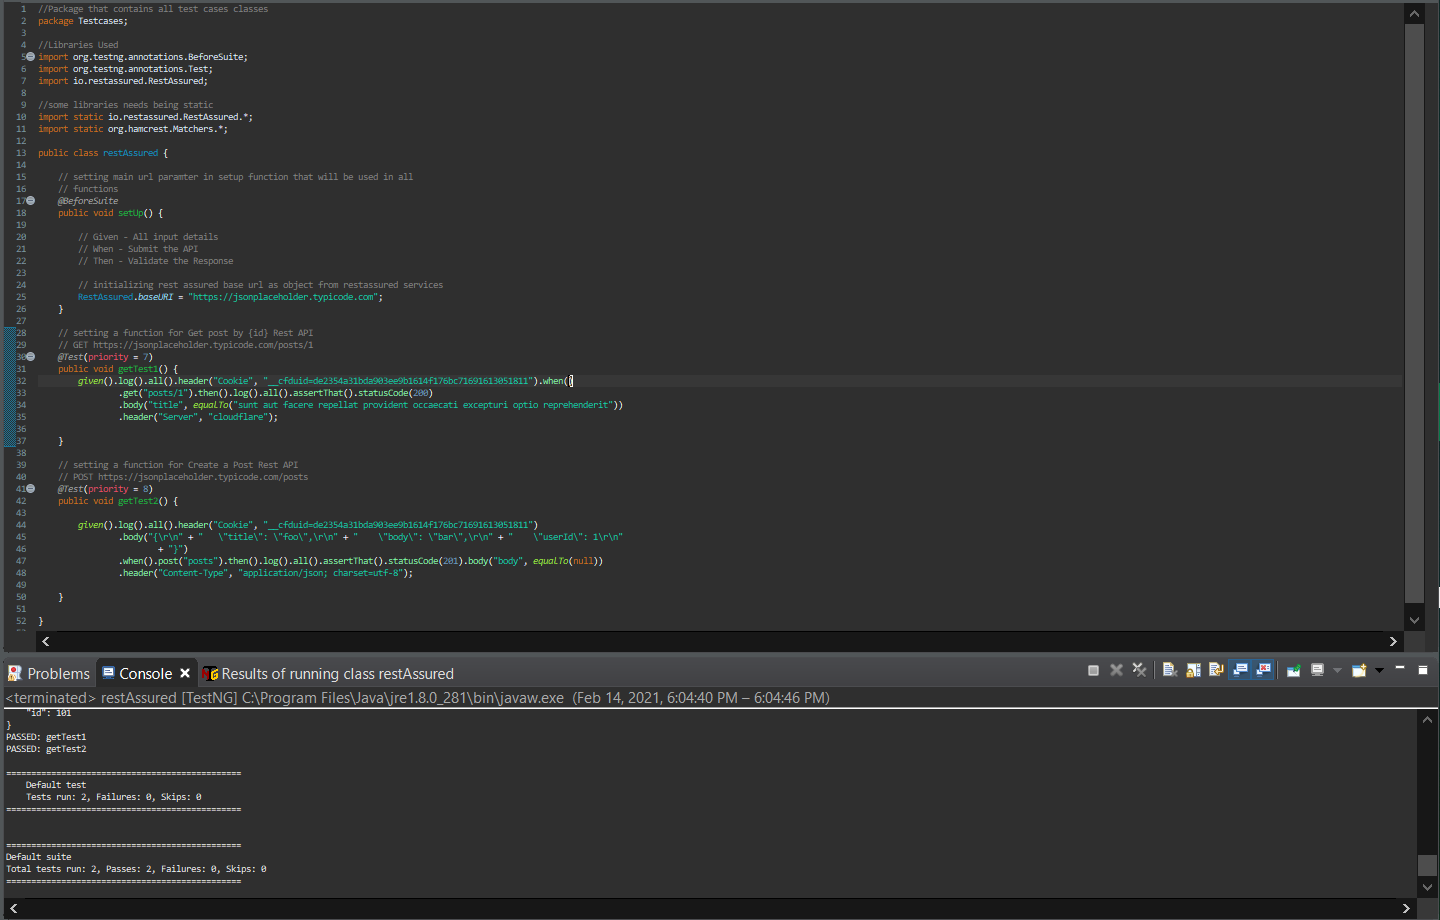 1 //Package that contains all test cases classes
2 package Testcases;
3
4 //Libraries Used
5 import org.testng.annotations.BeforeSuite;
6 import org.testng.annotations.Test;
7 import io.restassured.RestAssured;
8
9 //some libraries needs being static
10 import static io.restassured.RestAssured.*;
11 import static org.hamcrest.Matchers.*;
12
13 public class restAssured {
14
15 // setting main url paramter in setup function that will be used in all
16 // functions
17 @BeforeSuite
18 public void setUp() {
19
20 // Given - All input details
21 // When - Submit the API
22 // Then - Validate the Response
23
24 // initializing rest assured base url as object from restassured services
25 RestAssured.baseURI = "https://jsonplaceholder.typicode.com";
26 }
27
28 // setting a function for Get post by {id} Rest API
29 // GET https://jsonplaceholder.typicode.com/posts/1
30 @Test(priority = 7)
31 public void getTest1() {
32 given().log().all().header("Cookie", "__cfduid=de2354a31bda903ee9b1614f176bc71691613051811").when()
33 .get("posts/1").then().log().all().assertThat().statusCode(200)
34 .body("title", equalTo("sunt aut facere repellat provident occaecati excepturi optio reprehenderit"))
35 .header("Server", "cloudflare");
36
37 }
38
39 // setting a function for Create a Post Rest API
40 // POST https://jsonplaceholder.typicode.com/posts
41 @Test(priority = 8)
42 public void getTest2() {
43
44 given().log().all().header("Cookie", "__cfduid=de2354a31bda903ee9b1614f176bc71691613051811")
45 .body("{\r\n" + "   \"title\": \"foo\",\r\n" + "    \"body\": \"bar\",\r\n" + "    \"userId\": 1\r\n"
46 + "}")
47 .when().post("posts").then().log().all().assertThat().statusCode(201).body("body", equalTo(null))
48 .header("Content-Type", "application/json; charset=utf-8");
49
50 }
51
52 }
Problems Console Results of running class restAssured
<terminated> restAssured [TestNG] C:\Program Files\Java\jre1.8.0_281\bin\javaw.exe (Feb 14, 2021, 6:04:40 PM – 6:04:46 PM)
"id": 101
}
PASSED: getTest1
PASSED: getTest2
===============================================
Default test
Tests run: 2, Failures: 0, Skips: 0
===============================================
===============================================
Default suite
Total tests run: 2, Passes: 2, Failures: 0, Skips: 0
===============================================